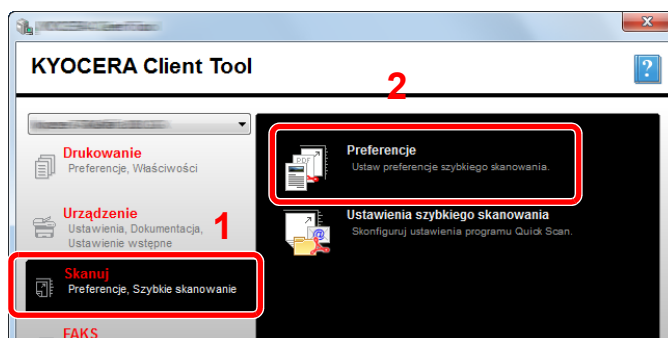 KYOCERA Client Tool
?
2
Drukowanie
Preferencje, Właściwości
Urządzenie
Ustawienia, Dokumentacja,
Ustawienie wstępne
1
Skanuj
Preferencje, Szybkie skanowanie
FAKS
PDF
Preferencje
Ustaw preferencje szybkiego skanowania.
@
Ustawienia szybkiego skanowania
Skonfiguruj ustawienia programu Quick Scan.